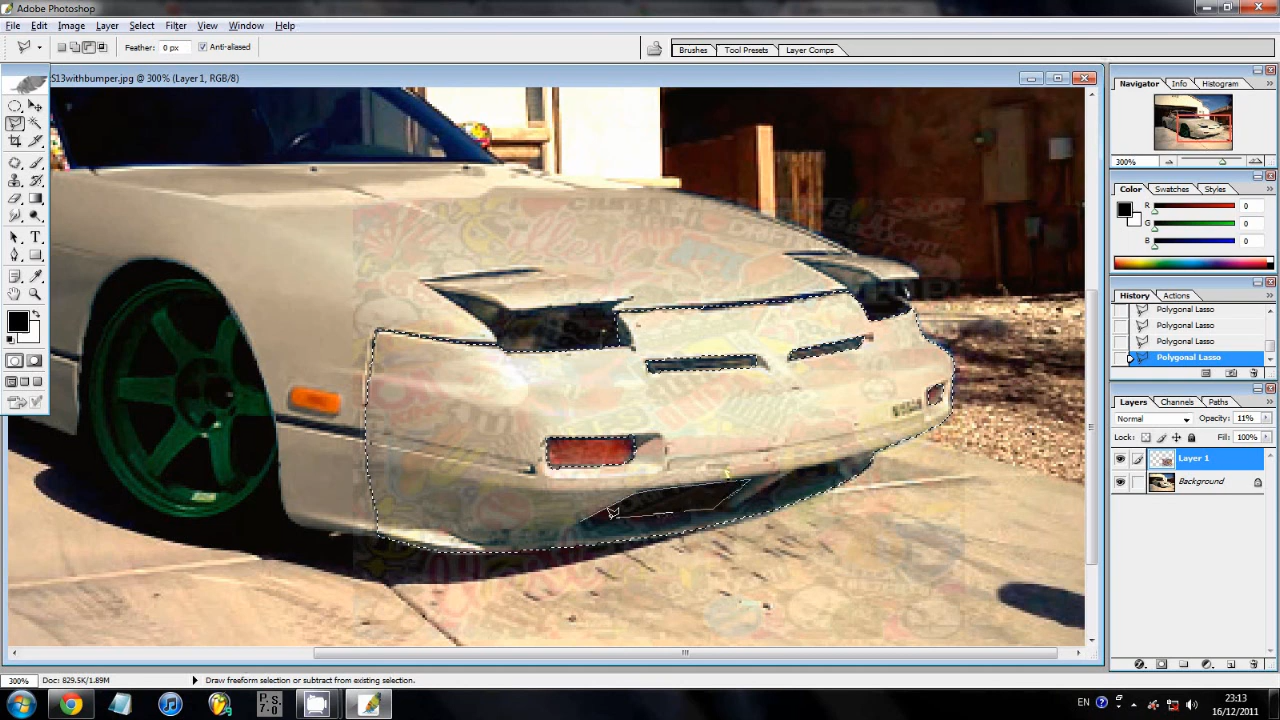 Adobe Photoshop
File Edit Image Layer Select Filter View Window Help
Feather: 0 px Anti-aliased Brushes Tool Presets Layer Comps
S13withbumper.jpg @ 300% (Layer 1, RGB/8)
Navigator Info Histogram
300%
Color Swatches Styles
R 0
G 0
B 0
History Actions
Polygonal Lasso
Polygonal Lasso
Polygonal Lasso
Polygonal Lasso
Layers Channels Paths
Normal Opacity: 11%
Lock: Fill: 100%
Layer 1
Background
300% Doc: 829.5K/1.89M Draw freeform selection or subtract from existing selection.
P.S.
7.0
EN 23:13
16/12/2011